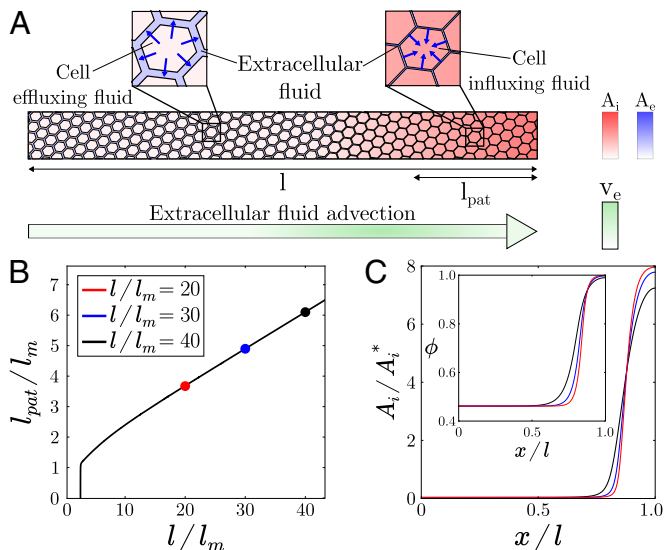 A
Cell effluxing fluid
Extracellular fluid
Cell influxing fluid
A_i A_e
l
l_pat
Extracellular fluid advection
v_e
B
l_pat / l_m
7
6
5
4
3
2
1
0
l / l_m = 20
l / l_m = 30
l / l_m = 40
0 10 20 30 40
l / l_m
C
A_i / A_i^*
8
6
4
2
0
ϕ
1.0
0.8
0.6
0.4
0 0.5 1.0
x / l
0 0.5 1.0
x / l